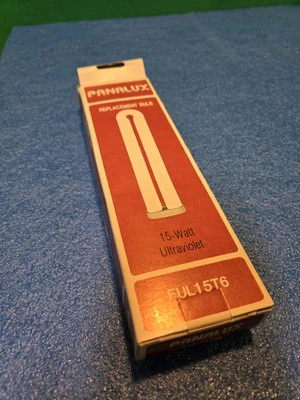 PANALUX
REPLACEMENT BULB
15-Watt
Ultraviolet
FUL15T6
PANALUX